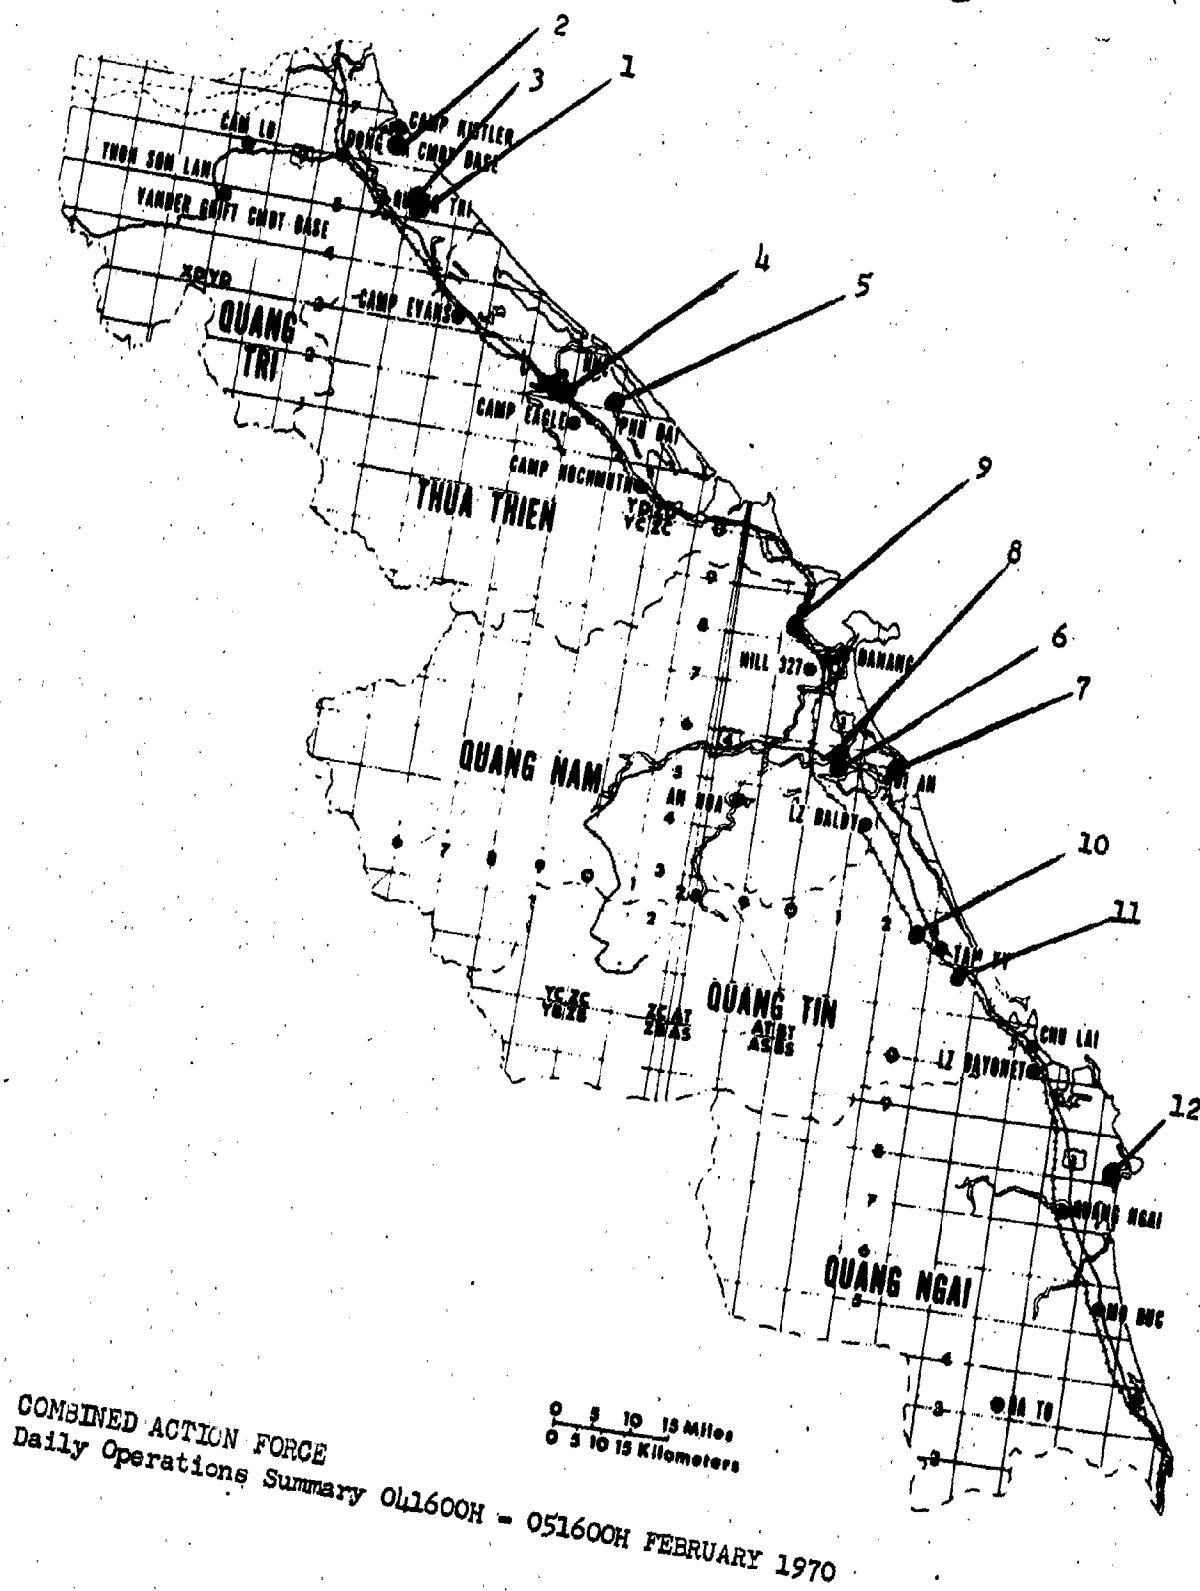 2
3
1
CAM LO
CAMP KISTLER
DONG HA CMBT BASE
THON SON LAM
QUANG TRI
VANDER GRIFT CMBT BASE
4
5
XD YD
CAMP EVANS
QUANG
TRI
HUE
CAMP EAGLE
PHU BAI
CAMP HOCHMUTH
9
THUA THIEN
YD ZD
YC ZC
8
6
HILL 327
DANANG
7
QUANG NAM
HOI AN
AN HOA
LZ BALDY
10
11
TAM KY
QUANG TIN
YC ZC
YB ZB
ZC AT
ZB AS
AT BT
AS BS
CHU LAI
LZ BAYONET
12
QUANG NGAI
QUANG NGAI
MO DUC
BA TO
0 5 10 15 Miles
0 5 10 15 Kilometers
COMBINED ACTION FORCE
Daily Operations Summary 041600H - 051600H FEBRUARY 1970